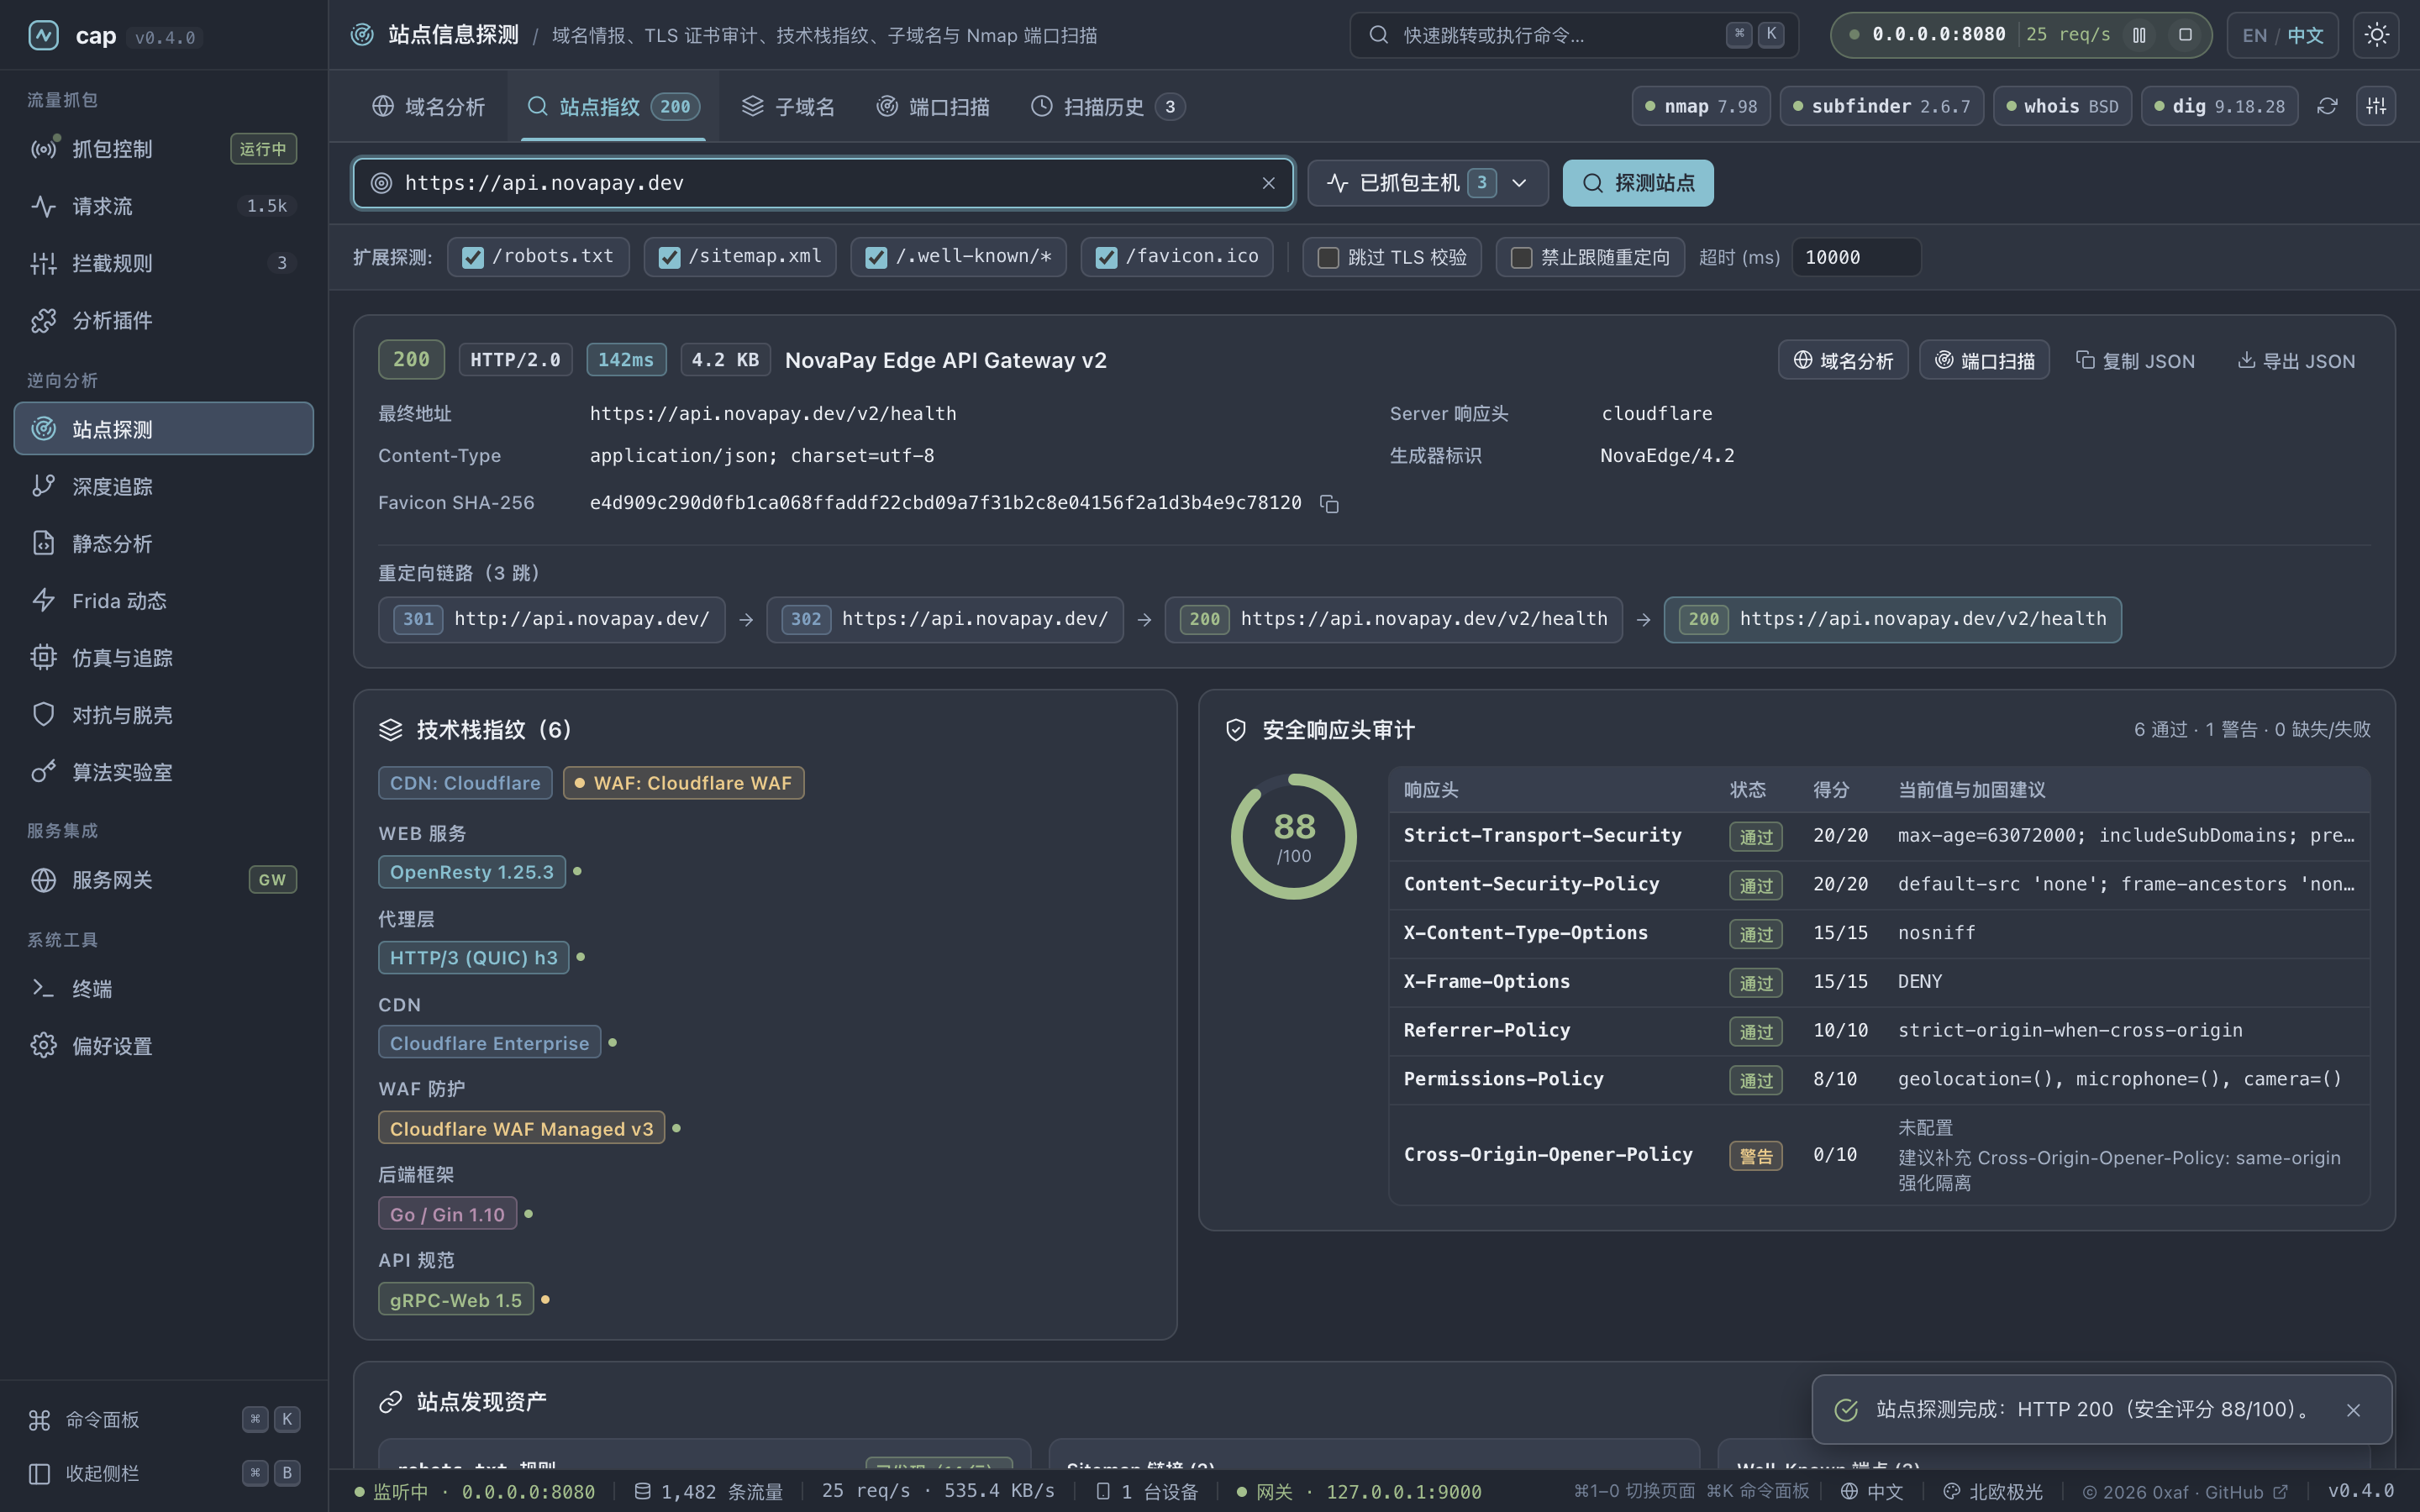 cap v0.4.0
站点信息探测 / 域名情报、TLS 证书审计、技术栈指纹、子域名与 Nmap 端口扫描
快速跳转或执行命令... ⌘ K
0.0.0.0:8080 25 req/s
EN / 中文
流量抓包
抓包控制 运行中
请求流 1.5k
拦截规则 3
分析插件
逆向分析
站点探测
深度追踪
静态分析
Frida 动态
仿真与追踪
对抗与脱壳
算法实验室
服务集成
服务网关 GW
系统工具
终端
偏好设置
命令面板 ⌘ K
收起侧栏 ⌘ B
域名分析 站点指纹 200 子域名 端口扫描 扫描历史 3
nmap 7.98 subfinder 2.6.7 whois BSD dig 9.18.28
https://api.novapay.dev 已抓包主机 3 探测站点
扩展探测: /robots.txt /sitemap.xml /.well-known/* /favicon.ico 跳过 TLS 校验 禁止跟随重定向 超时 (ms) 10000
200 HTTP/2.0 142ms 4.2 KB NovaPay Edge API Gateway v2 域名分析 端口扫描 复制 JSON 导出 JSON
最终地址 https://api.novapay.dev/v2/health Server 响应头 cloudflare
Content-Type application/json; charset=utf-8 生成器标识 NovaEdge/4.2
Favicon SHA-256 e4d909c290d0fb1ca068ffaddf22cbd09a7f31b2c8e04156f2a1d3b4e9c78120
重定向链路（3 跳）
301 http://api.novapay.dev/ → 302 https://api.novapay.dev/ → 200 https://api.novapay.dev/v2/health → 200 https://api.novapay.dev/v2/health
技术栈指纹（6）
CDN: Cloudflare WAF: Cloudflare WAF
WEB 服务
OpenResty 1.25.3
代理层
HTTP/3 (QUIC) h3
CDN
Cloudflare Enterprise
WAF 防护
Cloudflare WAF Managed v3
后端框架
Go / Gin 1.10
API 规范
gRPC-Web 1.5
安全响应头审计 6 通过 · 1 警告 · 0 缺失/失败
88
/100
响应头 状态 得分 当前值与加固建议
Strict-Transport-Security 通过 20/20 max-age=63072000; includeSubDomains; pre…
Content-Security-Policy 通过 20/20 default-src 'none'; frame-ancestors 'non…
X-Content-Type-Options 通过 15/15 nosniff
X-Frame-Options 通过 15/15 DENY
Referrer-Policy 通过 10/10 strict-origin-when-cross-origin
Permissions-Policy 通过 8/10 geolocation=(), microphone=(), camera=()
Cross-Origin-Opener-Policy 警告 0/10 未配置
建议补充 Cross-Origin-Opener-Policy: same-origin
强化隔离
站点发现资产
站点探测完成：HTTP 200（安全评分 88/100）。
监听中 · 0.0.0.0:8080 1,482 条流量 25 req/s · 535.4 KB/s 1 台设备 网关 · 127.0.0.1:9000 ⌘1–0 切换页面 ⌘K 命令面板 中文 北欧极光 © 2026 0xaf · GitHub v0.4.0